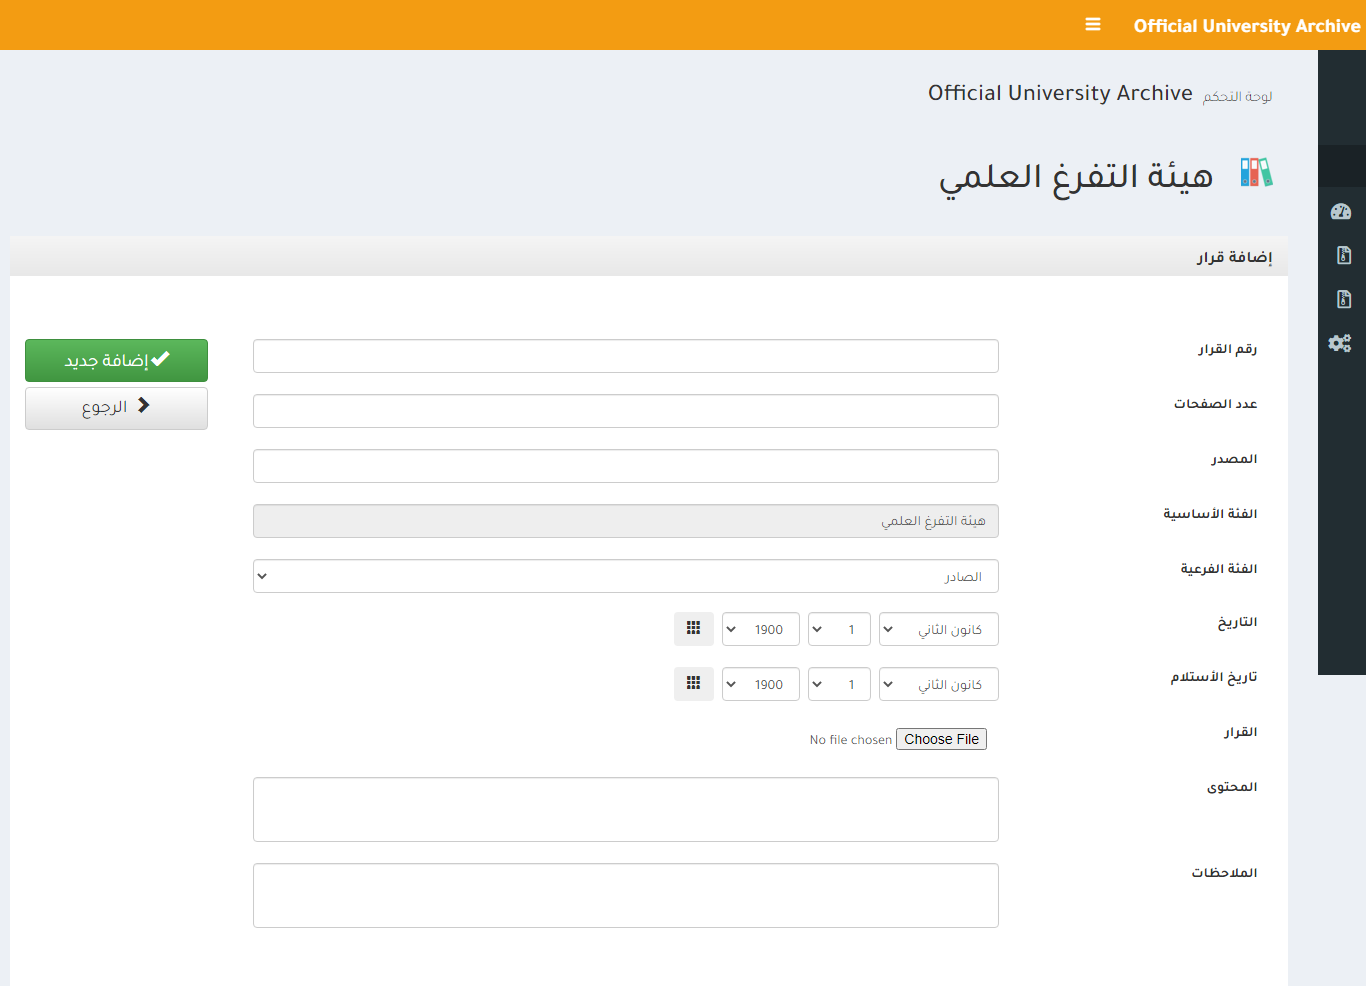 Official University Archive
Official University Archive لوحة التحكم
هيئة التفرغ العلمي
إضافة قرار
رقم القرار
إضافة جديد
عدد الصفحات
الرجوع
المصدر
الفئة الأساسية
هيئة التفرغ العلمي
الفئة الفرعية
الصادر
التاريخ
كانون الثاني 1 1900
تاريخ الأستلام
كانون الثاني 1 1900
القرار
Choose File No file chosen
المحتوى
الملاحظات